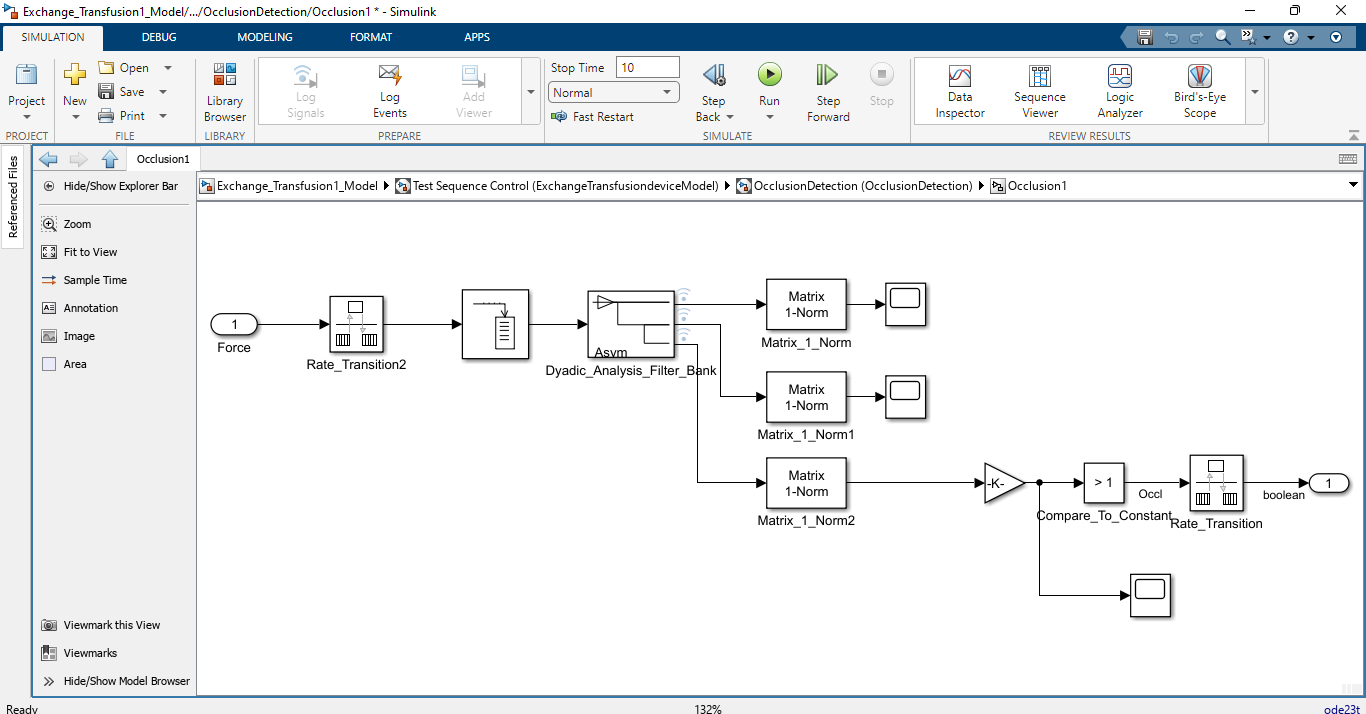 Exchange_Transfusion1_Model/.../OcclusionDetection/Occlusion1 * - Simulink
SIMULATION DEBUG MODELING FORMAT APPS
Project
New
Open
Save
Print
Library
Browser
Log
Signals
Log
Events
Add
Viewer
Stop Time 10
Normal
Fast Restart
Step
Back
Run
Step
Forward
Stop
Data
Inspector
Sequence
Viewer
Logic
Analyzer
Bird's-Eye
Scope
PROJECT FILE LIBRARY PREPARE SIMULATE REVIEW RESULTS
Referenced Files
Occlusion1
Hide/Show Explorer Bar
Exchange_Transfusion1_Model Test Sequence Control (ExchangeTransfusiondeviceModel) OcclusionDetection (OcclusionDetection) Occlusion1
Zoom
Fit to View
Sample Time
Annotation
Image
Area
1
Force
Rate_Transition2
Asym
Dyadic_Analysis_Filter_Bank
Matrix
1-Norm
Matrix_1_Norm
Matrix
1-Norm
Matrix_1_Norm1
Matrix
1-Norm
Matrix_1_Norm2
-K-
> 1
Compare_To_Constant
Occl
Rate_Transition
boolean
1
Viewmark this View
Viewmarks
Hide/Show Model Browser
Ready 132% ode23t